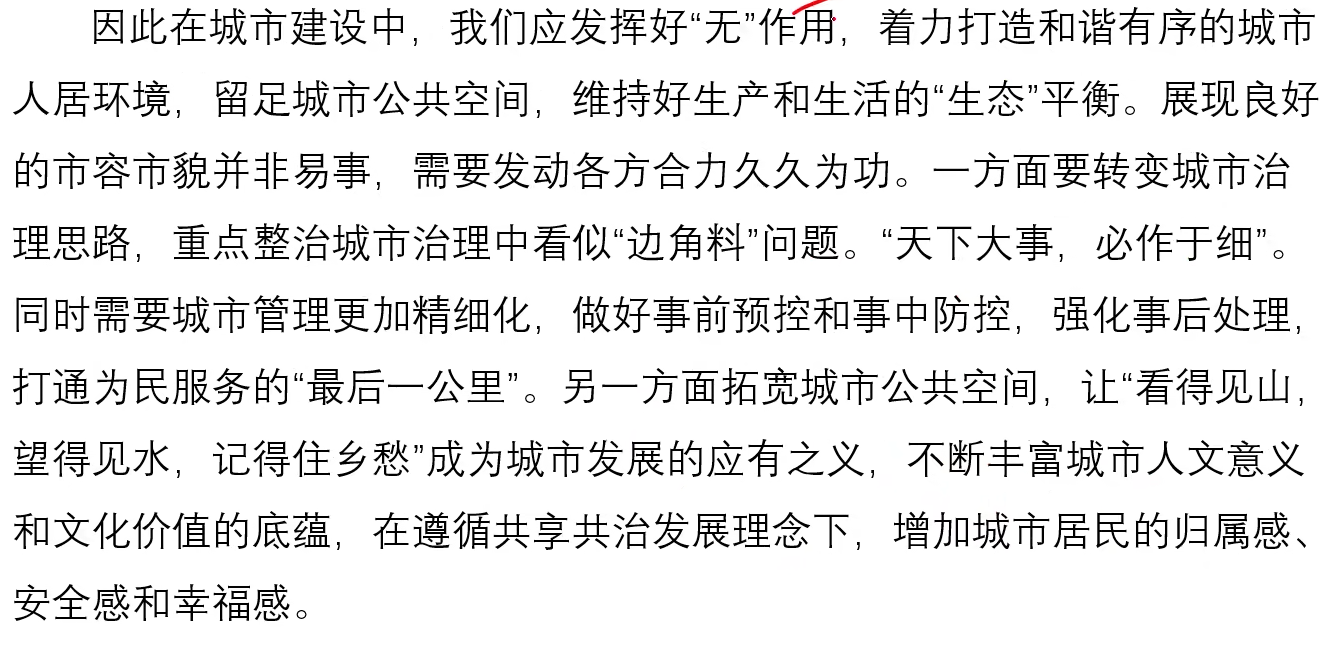 因此在城市建设中，我们应发挥好“无”作用，着力打造和谐有序的城市
人居环境，留足城市公共空间，维持好生产和生活的“生态”平衡。展现良好
的市容市貌并非易事，需要发动各方合力久久为功。一方面要转变城市治
理思路，重点整治城市治理中看似“边角料”问题。“天下大事，必作于细”。
同时需要城市管理更加精细化，做好事前预控和事中防控，强化事后处理，
打通为民服务的“最后一公里”。另一方面拓宽城市公共空间，让“看得见山，
望得见水，记得住乡愁”成为城市发展的应有之义，不断丰富城市人文意义
和文化价值的底蕴，在遵循共享共治发展理念下，增加城市居民的归属感、
安全感和幸福感。